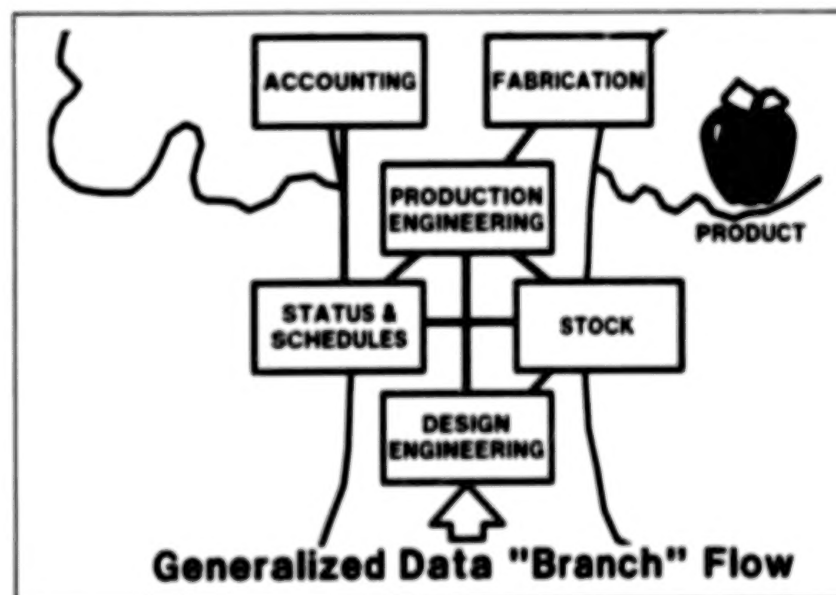 ACCOUNTING
FABRICATION
PRODUCTION
ENGINEERING
PRODUCT
STATUS &
SCHEDULES
STOCK
DESIGN
ENGINEERING
Generalized Data "Branch" Flow